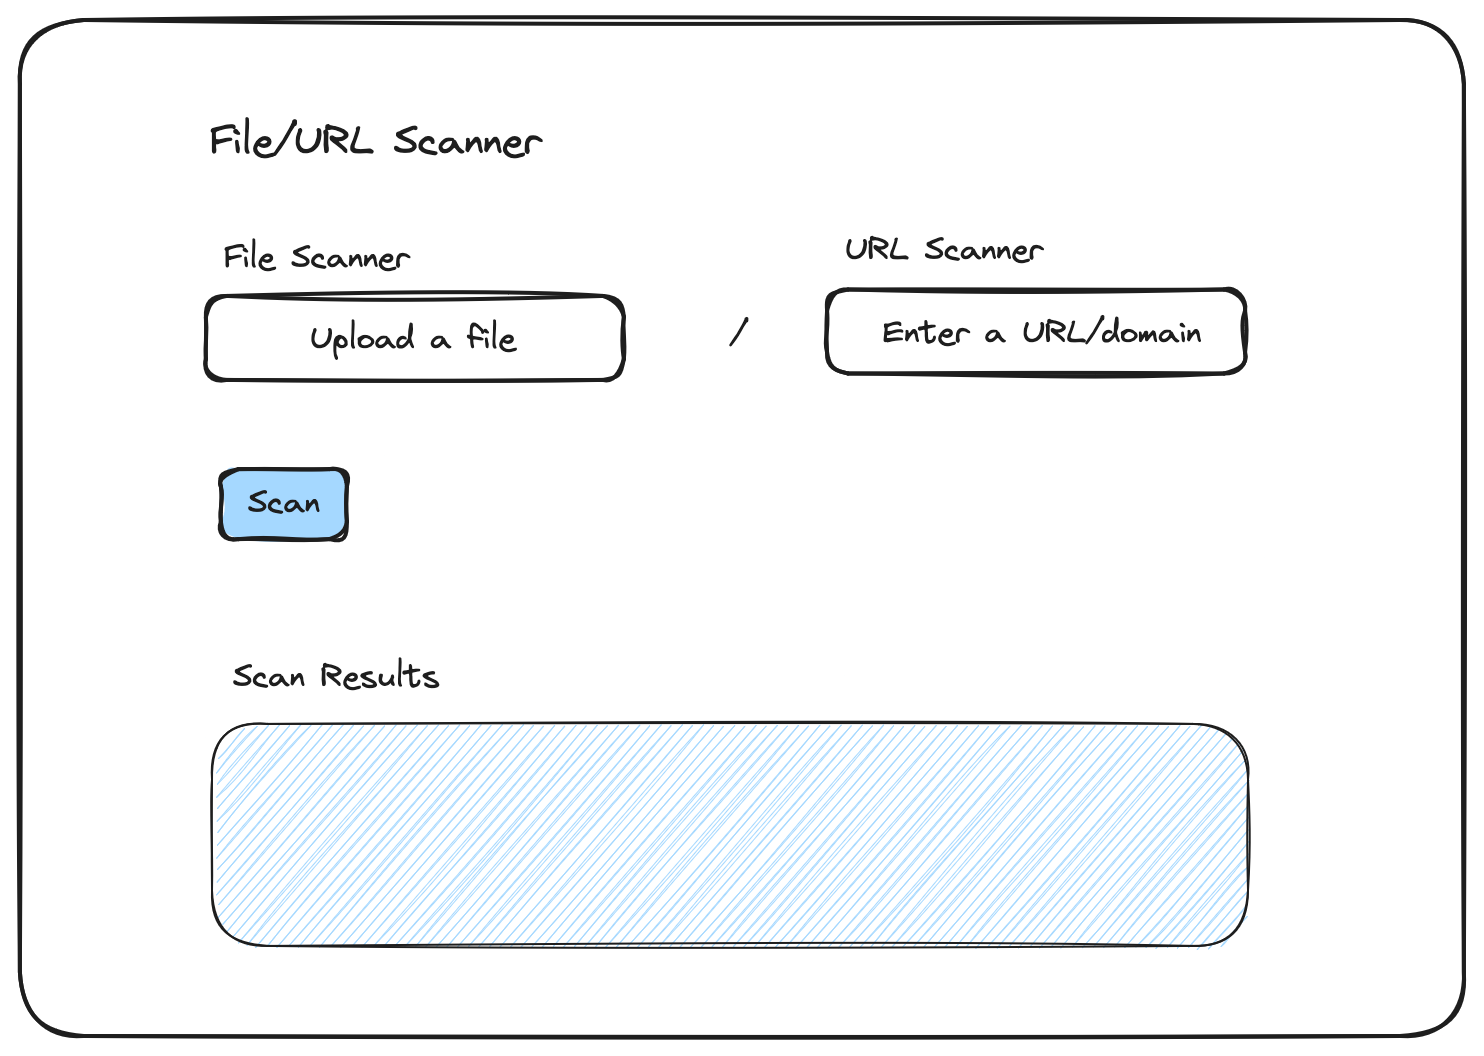 File/URL Scanner
File Scanner
URL Scanner
Upload a file
/
Enter a URL/domain
Scan
Scan Results